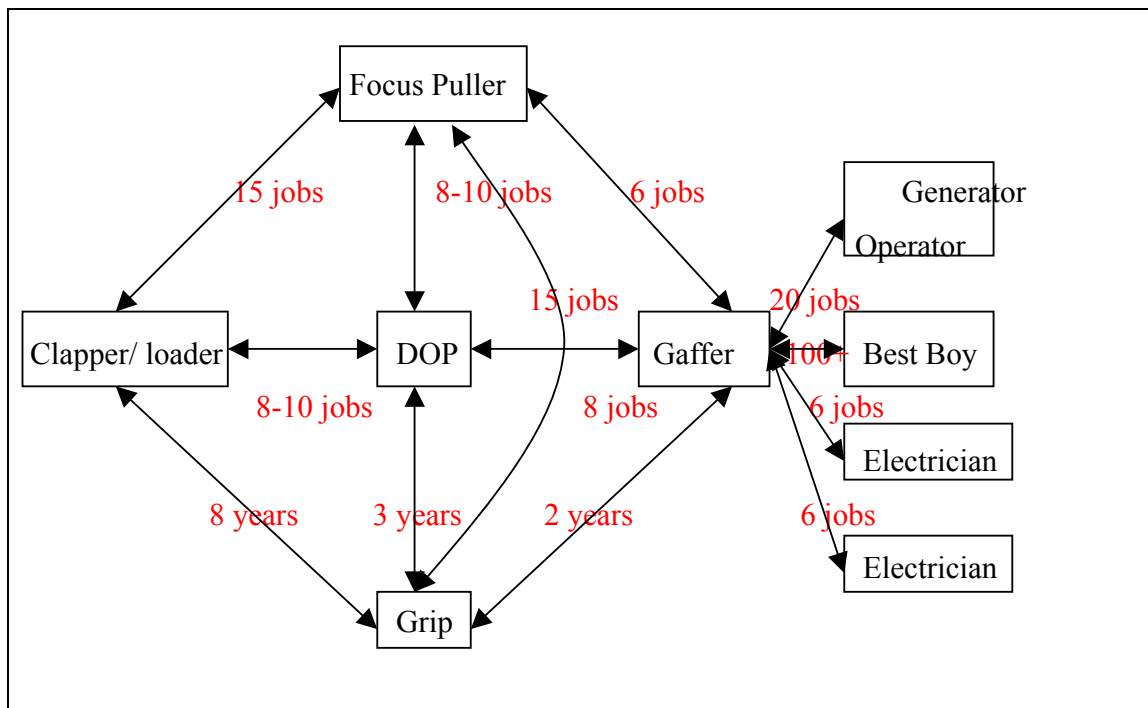 Focus Puller
15 jobs
8-10 jobs
6 jobs
Generator
Operator
15 jobs
20 jobs
Clapper/ loader
DOP
Gaffer
100+
Best Boy
8-10 jobs
8 jobs
6 jobs
Electrician
8 years
3 years
2 years
6 jobs
Electrician
Grip